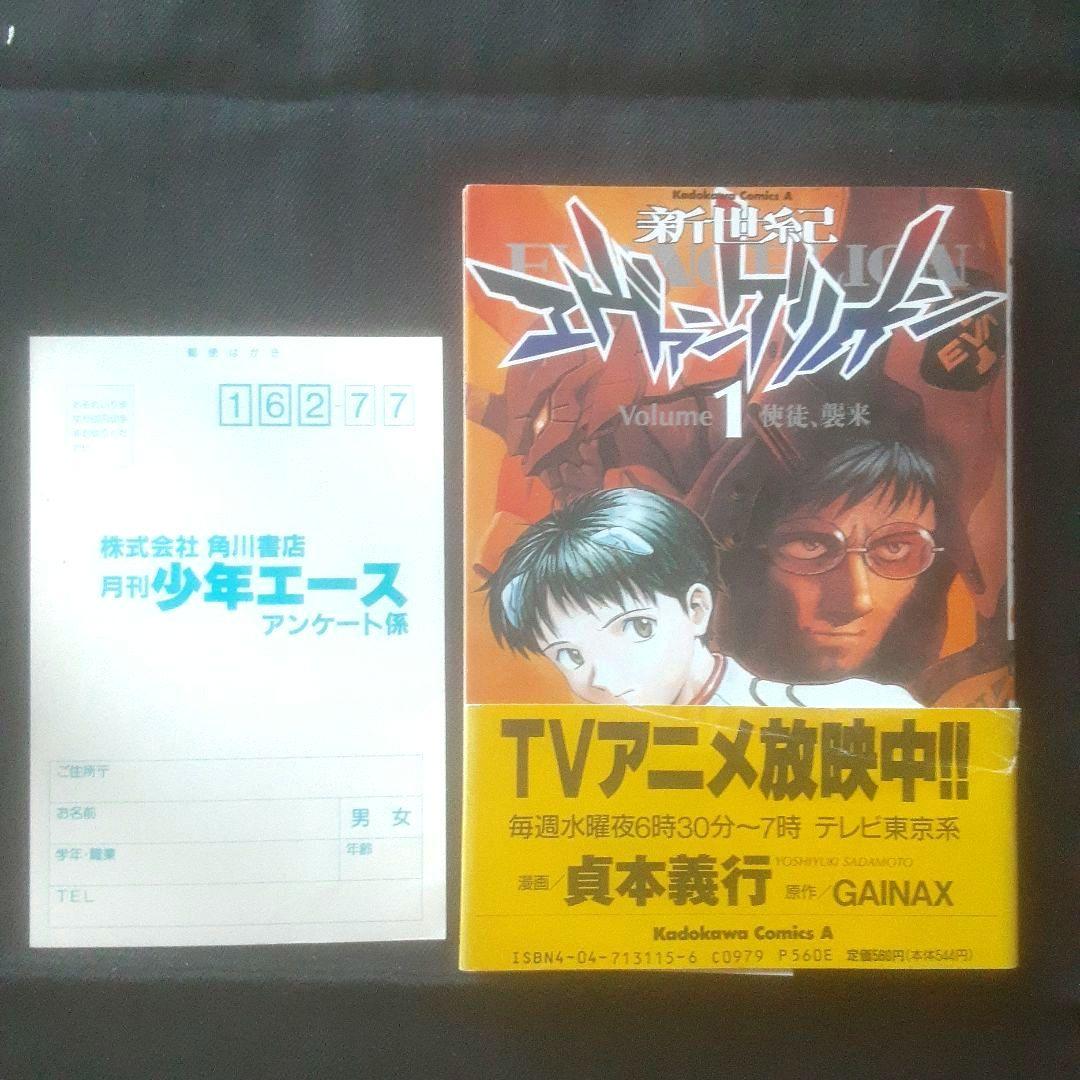 郵便はがき
162-77
株式会社 角川書店
月刊少年エース
アンケート係
ご住所〒
お名前
男 女
学年・職業
年齢
TEL
Kadokawa Comics A
新世紀
EVANGELION
エヴァンゲリオン
EVA
Volume 1 使徒、襲来
TVアニメ放映中!!
毎週水曜夜6時30分〜7時 テレビ東京系
YOSHIYUKI SADAMOTO
漫画/貞本義行 原作/GAINAX
Kadokawa Comics A
ISBN4-04-713115-6 C0979 P560E 定価560円(本体544円)